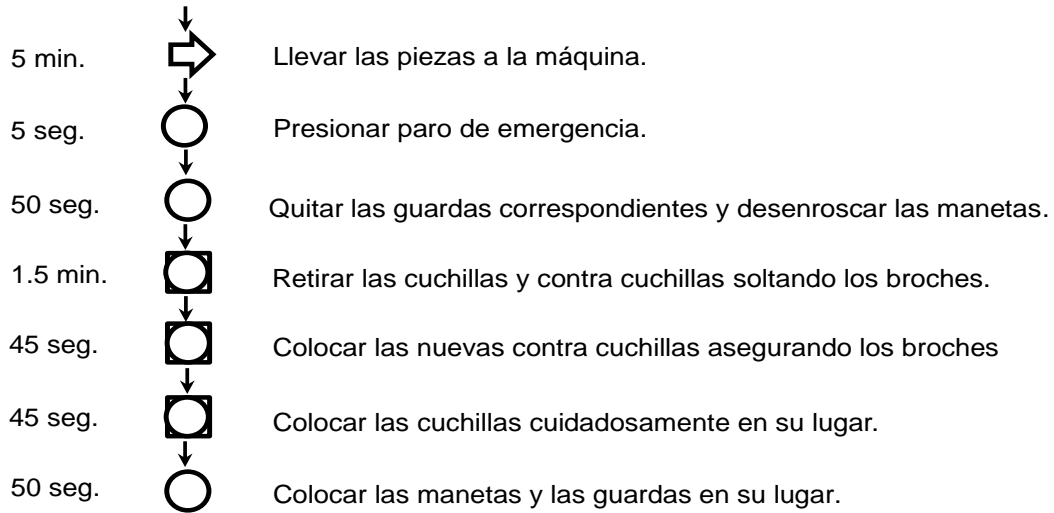 5 min. Llevar las piezas a la máquina.
5 seg. Presionar paro de emergencia.
50 seg. Quitar las guardas correspondientes y desenroscar las manetas.
1.5 min. Retirar las cuchillas y contra cuchillas soltando los broches.
45 seg. Colocar las nuevas contra cuchillas asegurando los broches
45 seg. Colocar las cuchillas cuidadosamente en su lugar.
50 seg. Colocar las manetas y las guardas en su lugar.